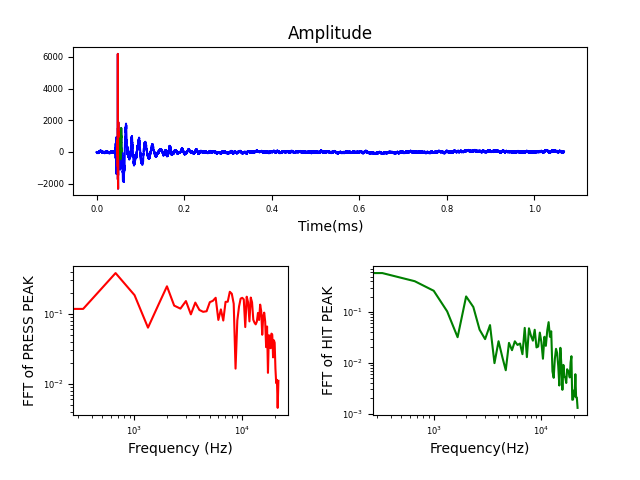 Amplitude
6000
4000
2000
0
−2000
0.0 0.2 0.4 0.6 0.8 1.0
Time(ms)
FFT of PRESS PEAK
10⁻¹
10⁻²
10³ 10⁴
Frequency (Hz)
FFT of HIT PEAK
10⁻¹
10⁻²
10⁻³
10³ 10⁴
Frequency(Hz)